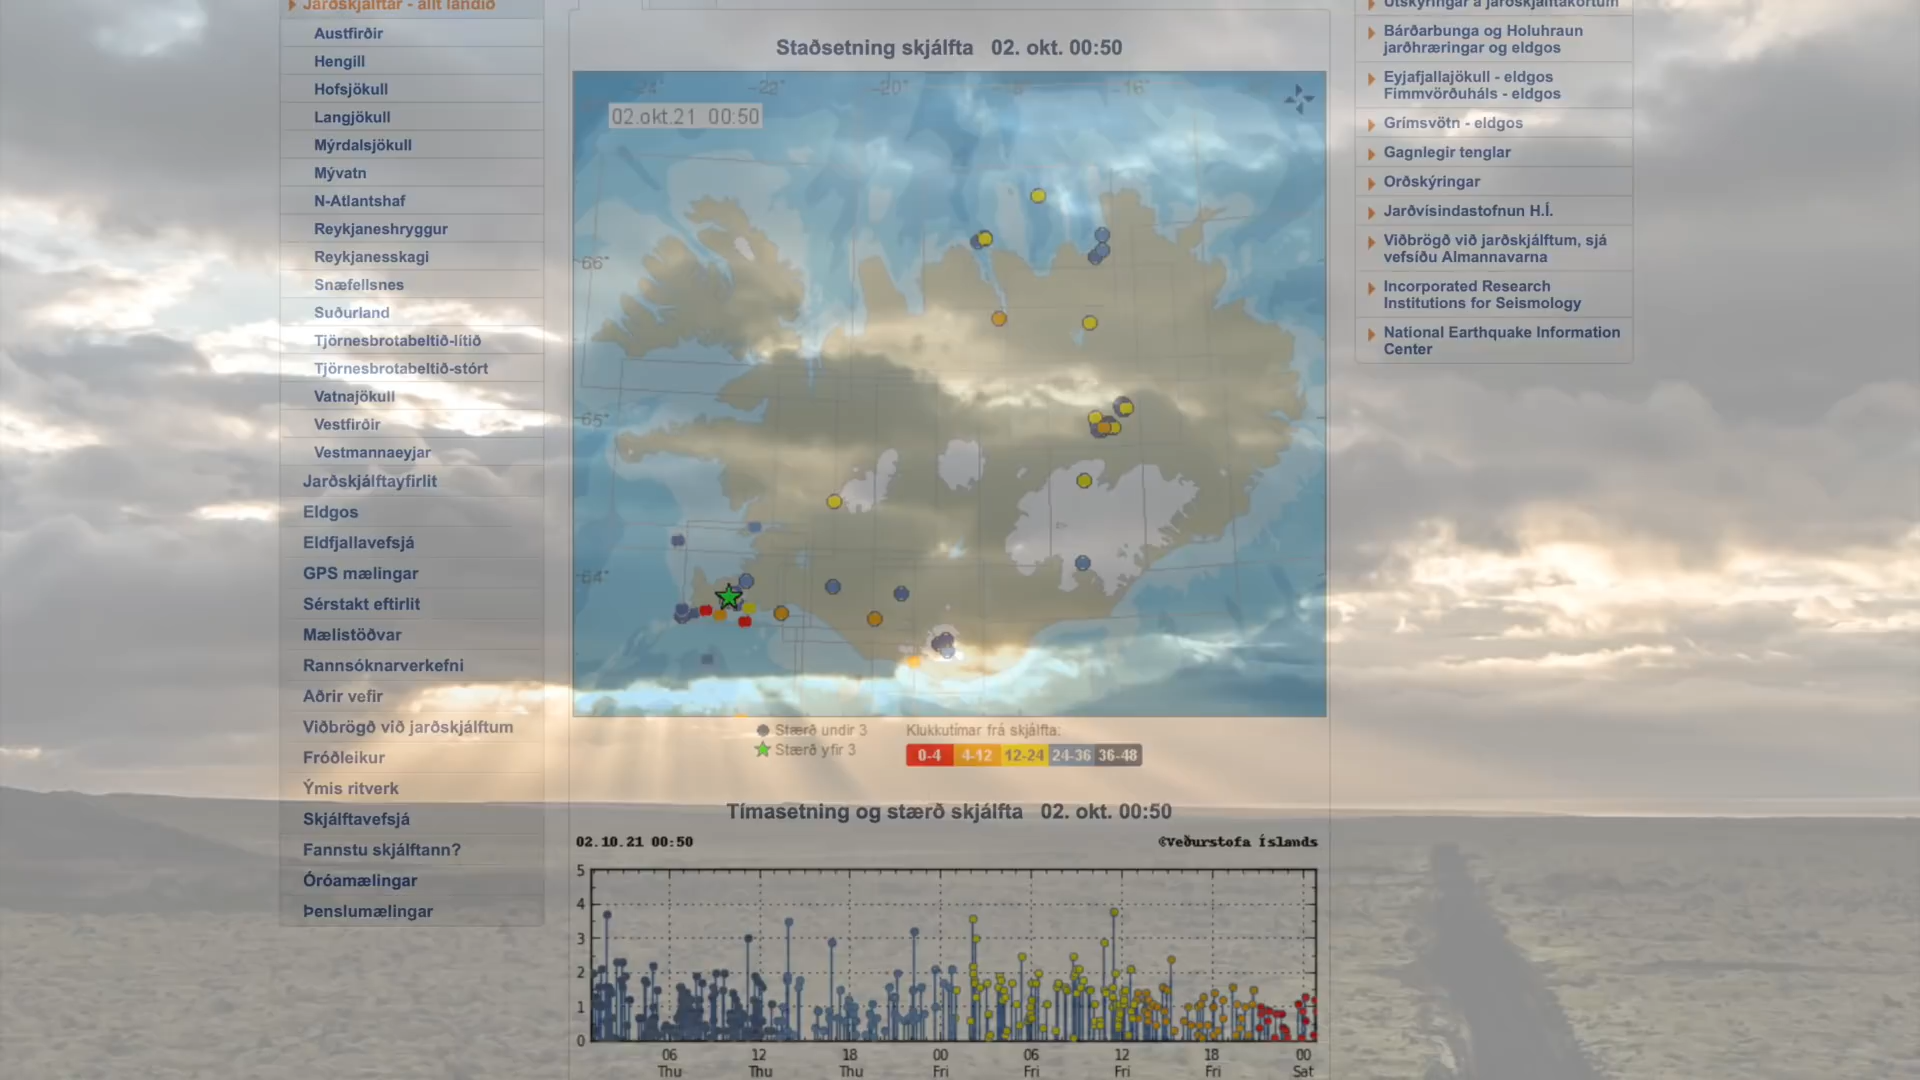 Jarðskjálftar - allt landið
Austfirðir
Hengill
Hofsjökull
Langjökull
Mýrdalsjökull
Mývatn
N-Atlantshaf
Reykjaneshryggur
Reykjanesskagi
Snæfellsnes
Suðurland
Tjörnesbrotabeltið-lítið
Tjörnesbrotabeltið-stórt
Vatnajökull
Vestfirðir
Vestmannaeyjar
Jarðskjálftayfirlit
Eldgos
Eldfjallavefsjá
GPS mælingar
Sérstakt eftirlit
Mælistöðvar
Rannsóknarverkefni
Aðrir vefir
Viðbrögð við jarðskjálftum
Fróðleikur
Ýmis ritverk
Skjálftavefsjá
Fannstu skjálftann?
Óróamælingar
Þenslumælingar
Staðsetning skjálfta 02. okt. 00:50
-24° -22° -20° -18° -16°
02.okt.21 00:50
66°
65°
64°
Stærð undir 3
Stærð yfir 3
Klukkutímar frá skjálfta:
0-4 4-12 12-24 24-36 36-48
Tímasetning og stærð skjálfta 02. okt. 00:50
02.10.21 00:50 ©Veðurstofa Íslands
5
4
3
2
1
0
06 12 18 00 06 12 18 00
Thu Thu Thu Fri Fri Fri Fri Sat
Útskýringar á jarðskjálftakortum
Bárðarbunga og Holuhraun
jarðhræringar og eldgos
Eyjafjallajökull - eldgos
Fimmvörðuháls - eldgos
Grímsvötn - eldgos
Gagnlegir tenglar
Orðskýringar
Jarðvísindastofnun H.Í.
Viðbrögð við jarðskjálftum, sjá
vefsíðu Almannavarna
Incorporated Research
Institutions for Seismology
National Earthquake Information
Center